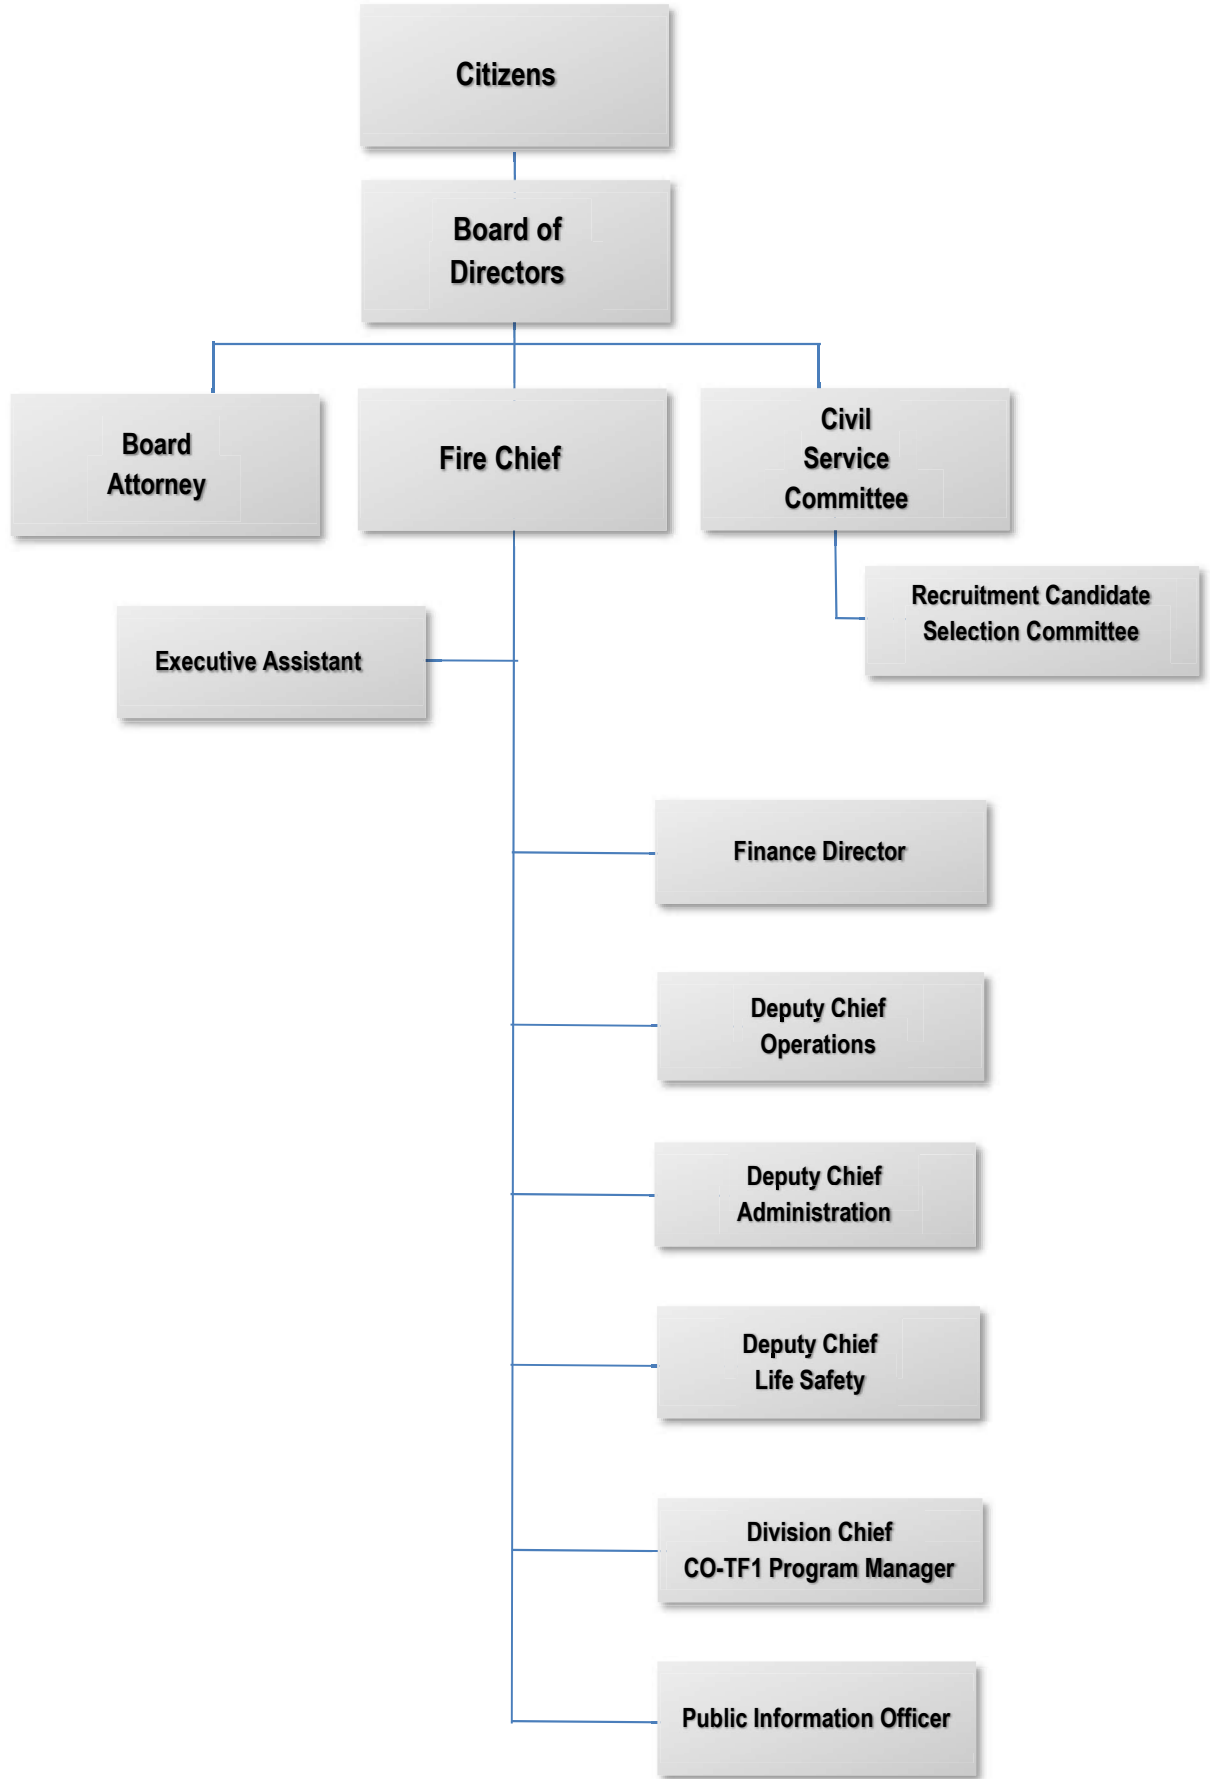 Citizens
Board of
Directors
Board
Attorney
Fire Chief
Civil
Service
Committee
Recruitment Candidate
Selection Committee
Executive Assistant
Finance Director
Deputy Chief
Operations
Deputy Chief
Administration
Deputy Chief
Life Safety
Division Chief
CO-TF1 Program Manager
Public Information Officer